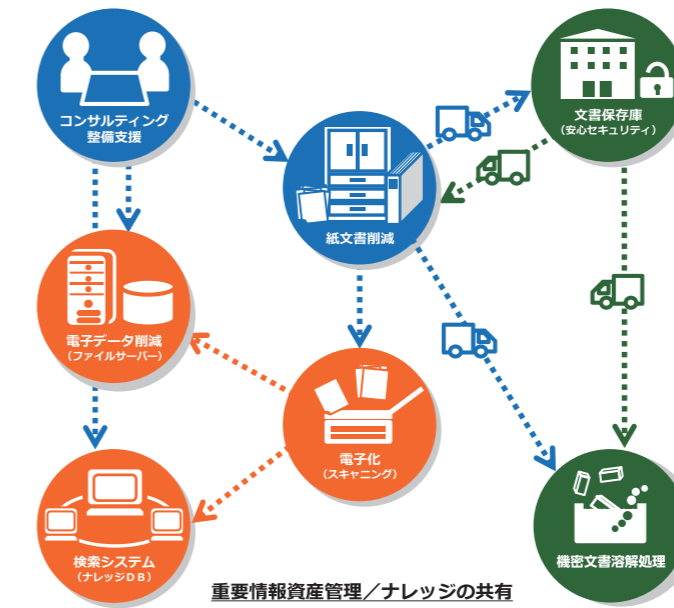 コンサルティング
整備支援
文書保存庫
（安心セキュリティ）
紙文書削減
電子データ削減
（ファイルサーバー）
電子化
（スキャニング）
検索システム
（ナレッジＤＢ）
機密文書溶解処理
重要情報資産管理／ナレッジの共有